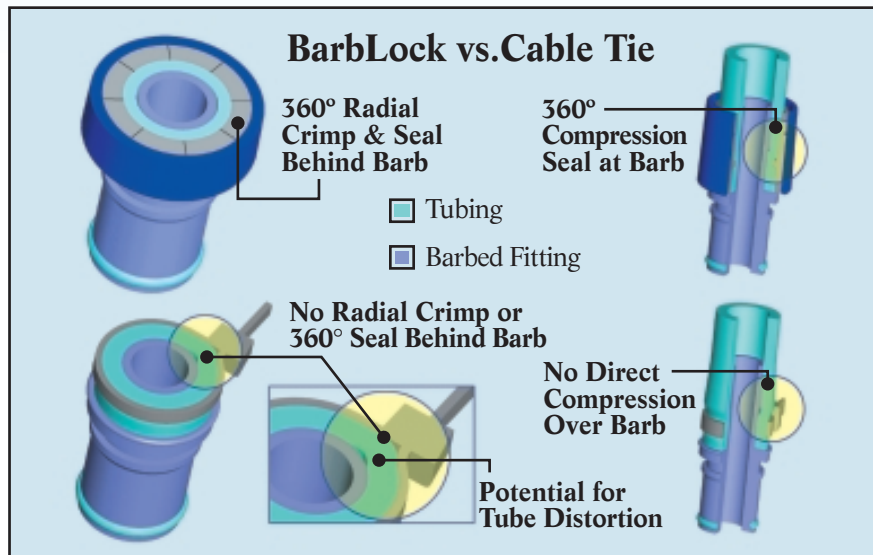 BarbLock vs.Cable Tie
360º Radial
Crimp & Seal
Behind Barb
360º
Compression
Seal at Barb
Tubing
Barbed Fitting
No Radial Crimp or
360° Seal Behind Barb
No Direct
Compression
Over Barb
Potential for
Tube Distortion